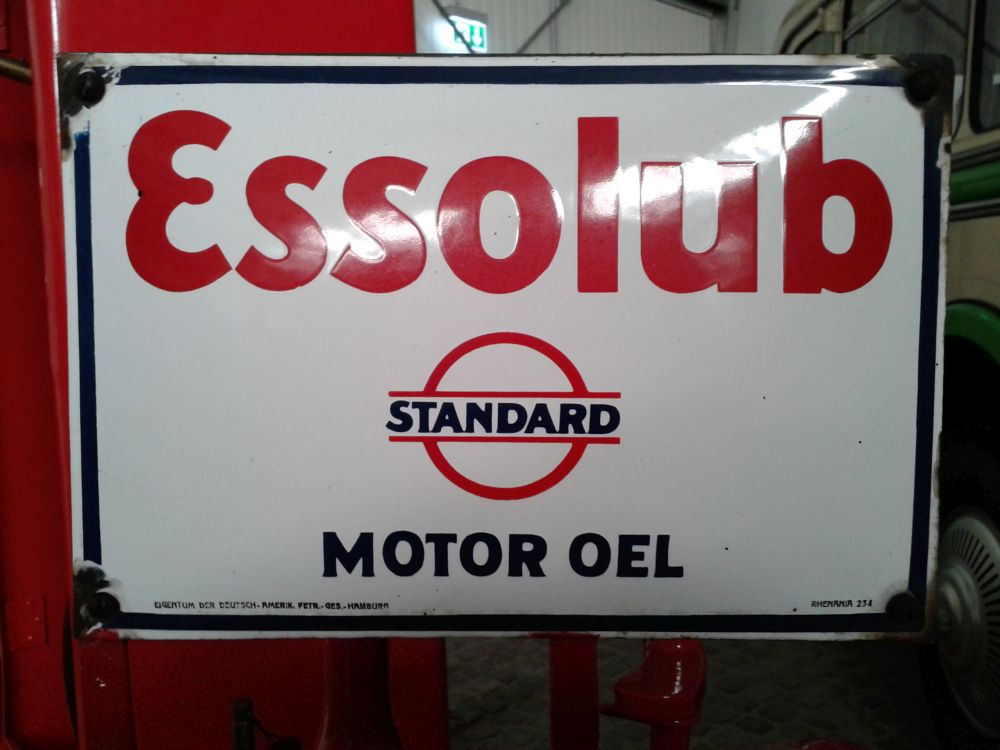 Essolub
STANDARD
MOTOR OEL
EIGENTUM DER DEUTSCH.-AMERIK. PETR.-GES.-HAMBURG
RHENANIA 234